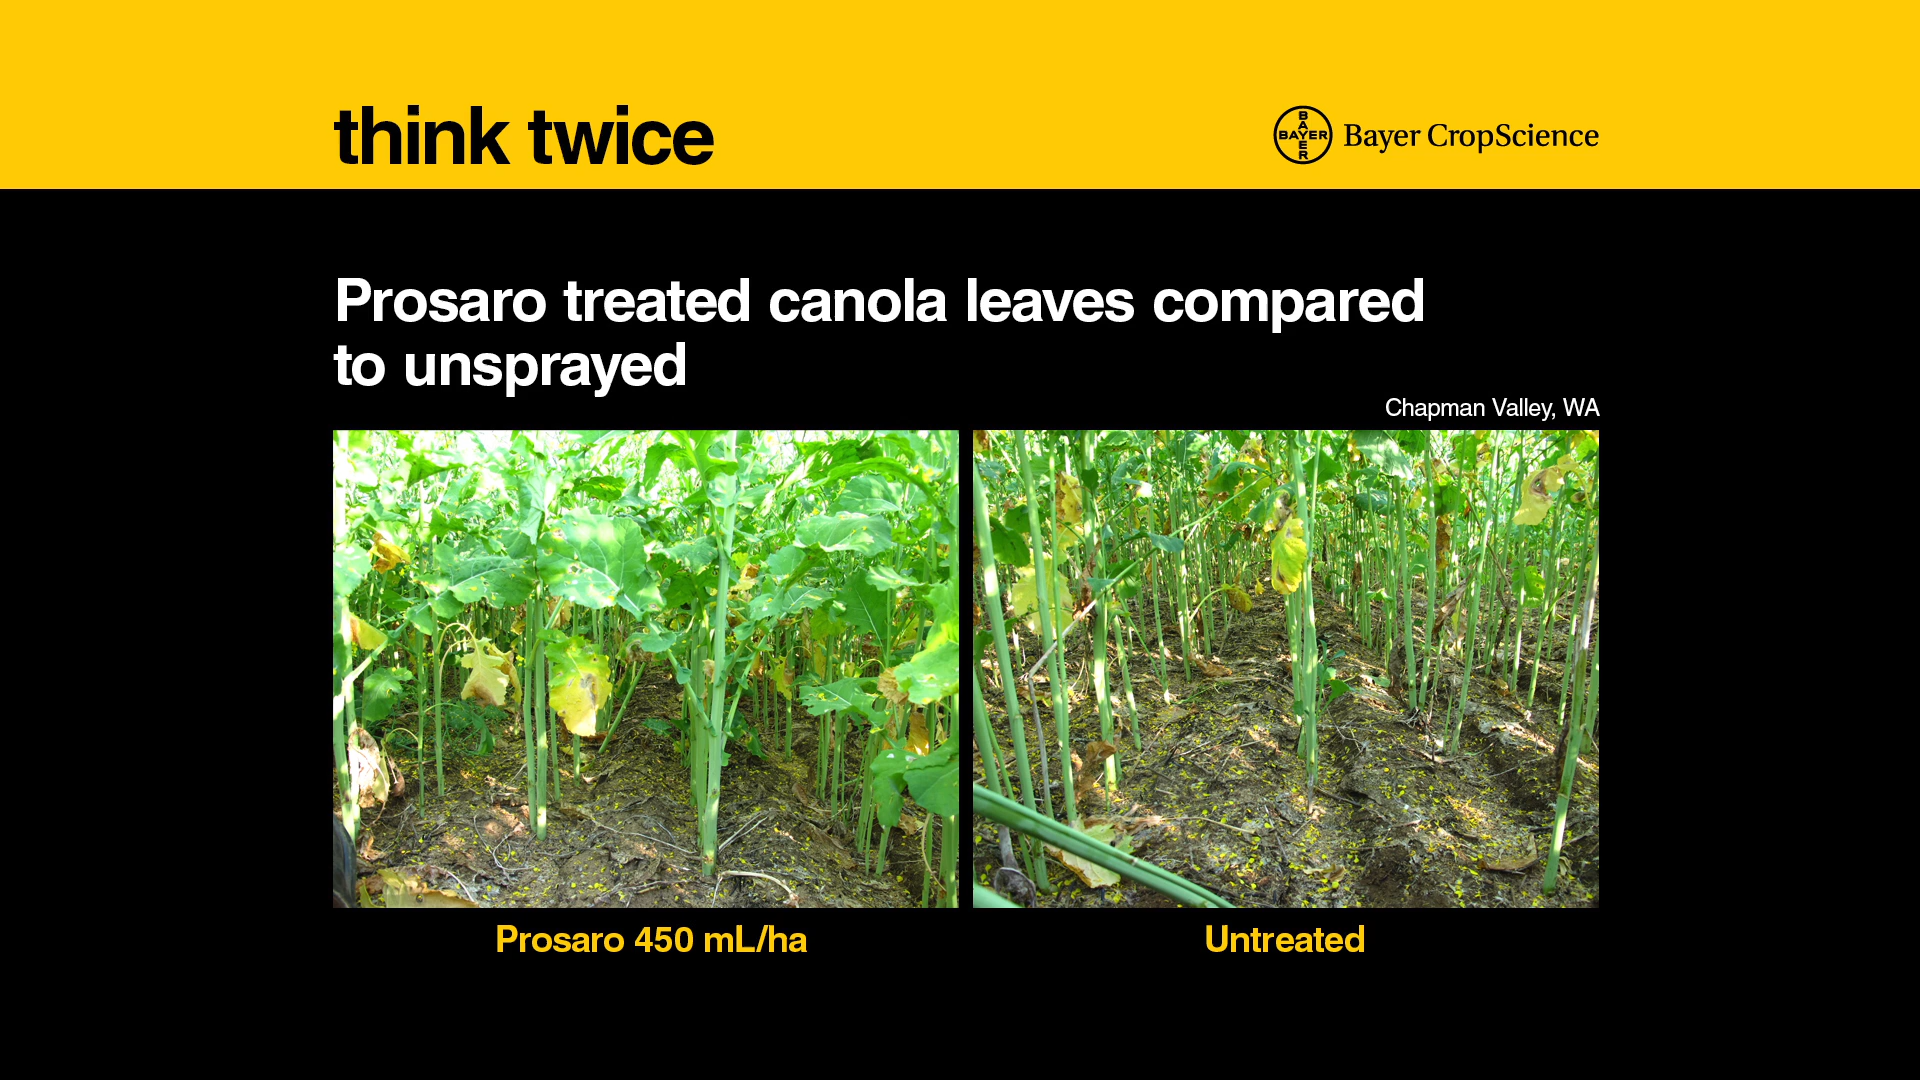 think twice
BAYER
BAYER
Bayer CropScience
Prosaro treated canola leaves compared
to unsprayed
Chapman Valley, WA
Prosaro 450 mL/ha
Untreated